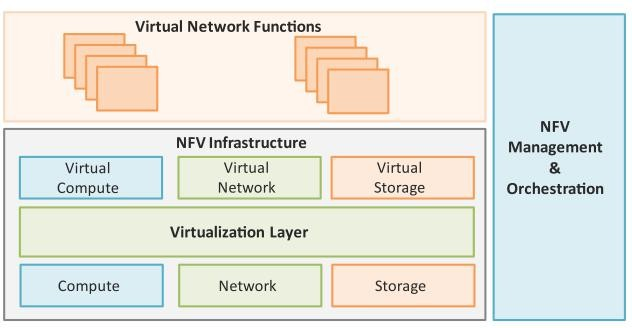 Virtual Network Functions
NFV Infrastructure
Virtual
Compute
Virtual
Network
Virtual
Storage
Virtualization Layer
Compute
Network
Storage
NFV
Management
&
Orchestration